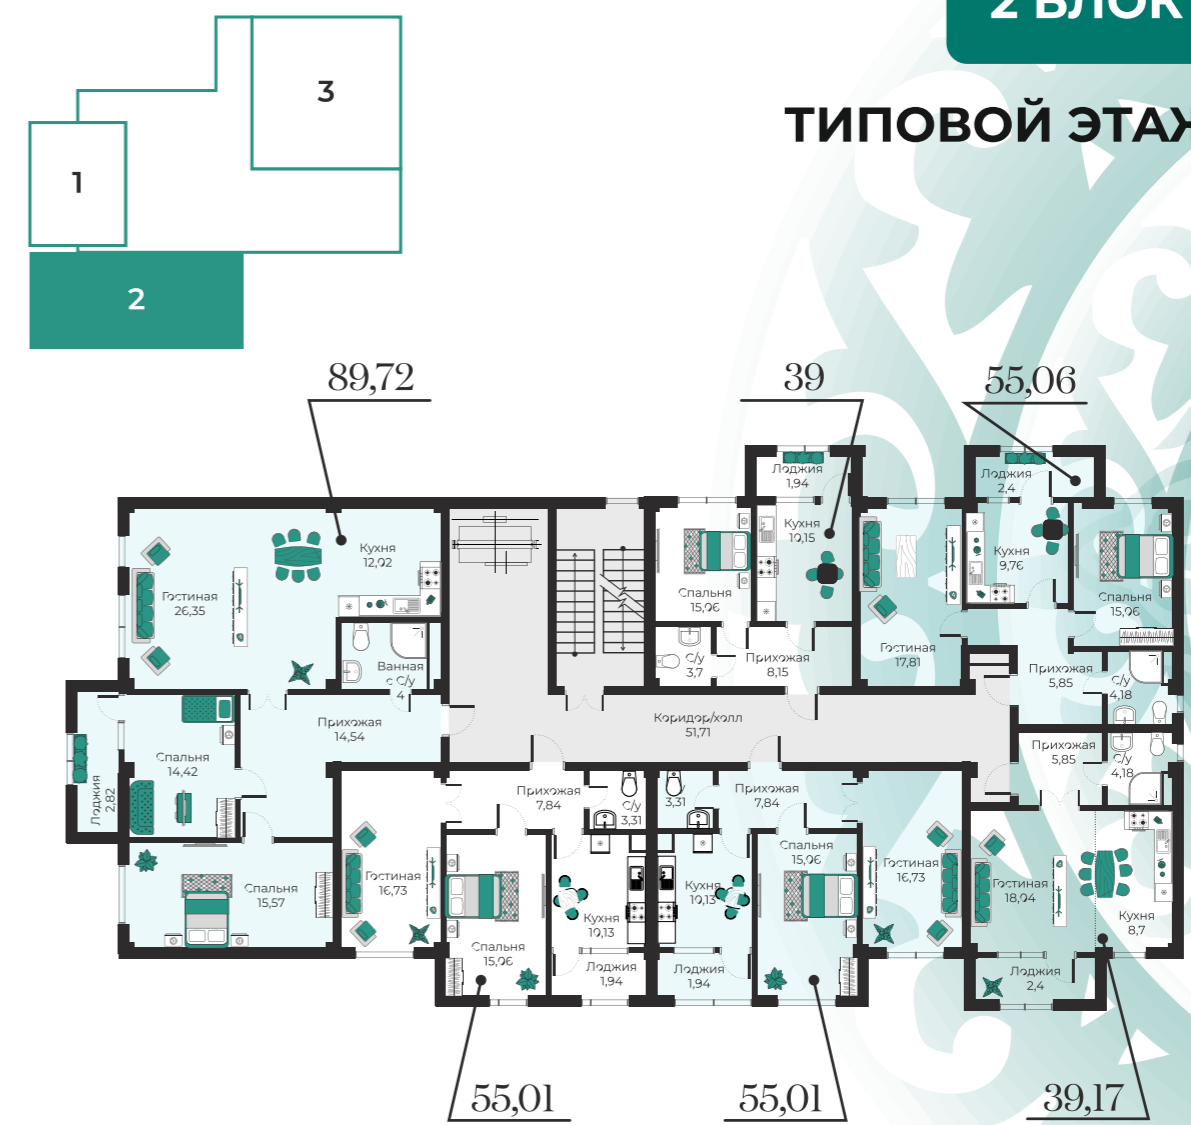 2 БЛОК
ТИПОВОЙ ЭТАЖ
3
1
2
89,72
39
55,06
Лоджия
1,94
Лоджия
2,4
Кухня
12,02
Кухня
10,15
Кухня
9,76
Гостиная
26,35
Спальня
15,06
Спальня
15,06
Ванная
с С/у
4
С/у
3,7
Прихожая
8,15
Гостиная
17,81
Прихожая
5,85
С/у
4,18
Прихожая
14,54
Коридор/холл
51,71
Спальня
14,42
Лоджия
2,82
Прихожая
7,84
С/у
3,31
3,31
Прихожая
7,84
Прихожая
5,85
С/у
4,18
Спальня
15,57
Гостиная
16,73
Спальня
15,06
Кухня
10,13
Лоджия
1,94
Кухня
10,13
Лоджия
1,94
Спальня
15,06
Гостиная
16,73
Гостиная
18,04
Кухня
8,7
Лоджия
2,4
55,01
55,01
39,17